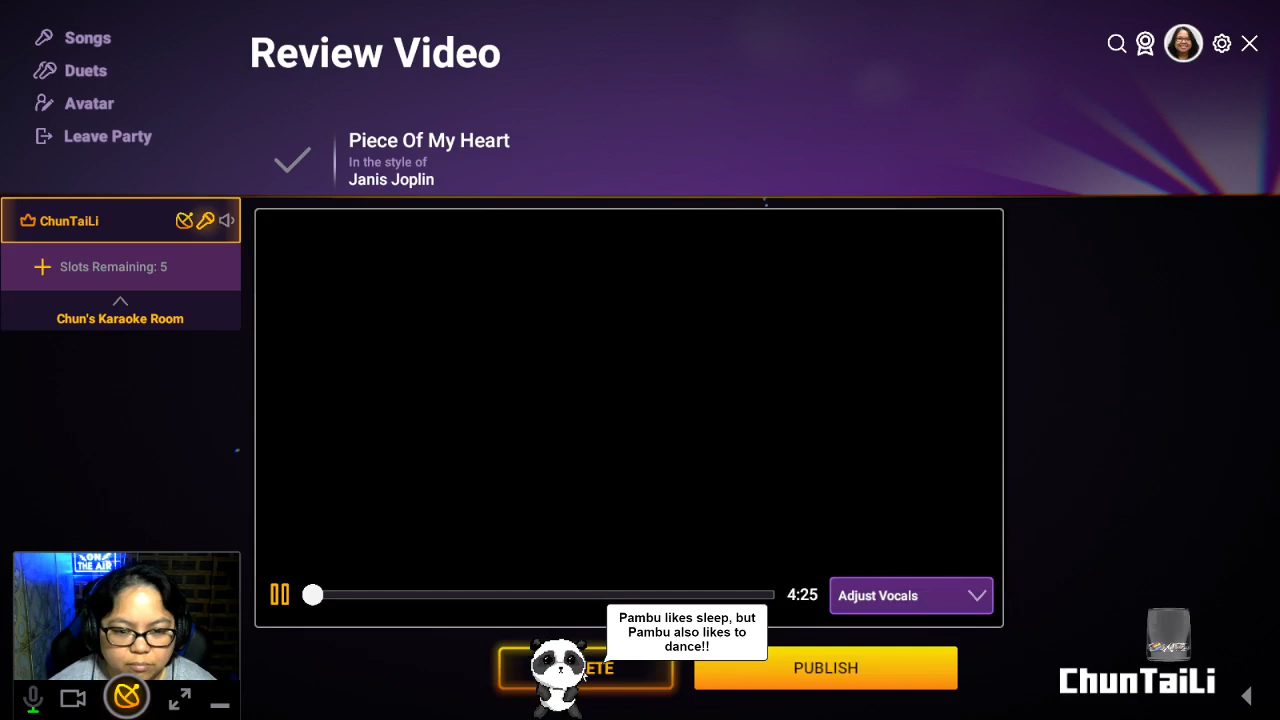 Songs
Duets
Avatar
Leave Party
Review Video
Piece Of My Heart
In the style of
Janis Joplin
ChunTaiLi
Slots Remaining: 5
Chun's Karaoke Room
ON
THE AIR
4:25
Adjust Vocals
Pambu likes sleep, but
Pambu also likes to
dance!!
ETE
PUBLISH
ChunTaiLi